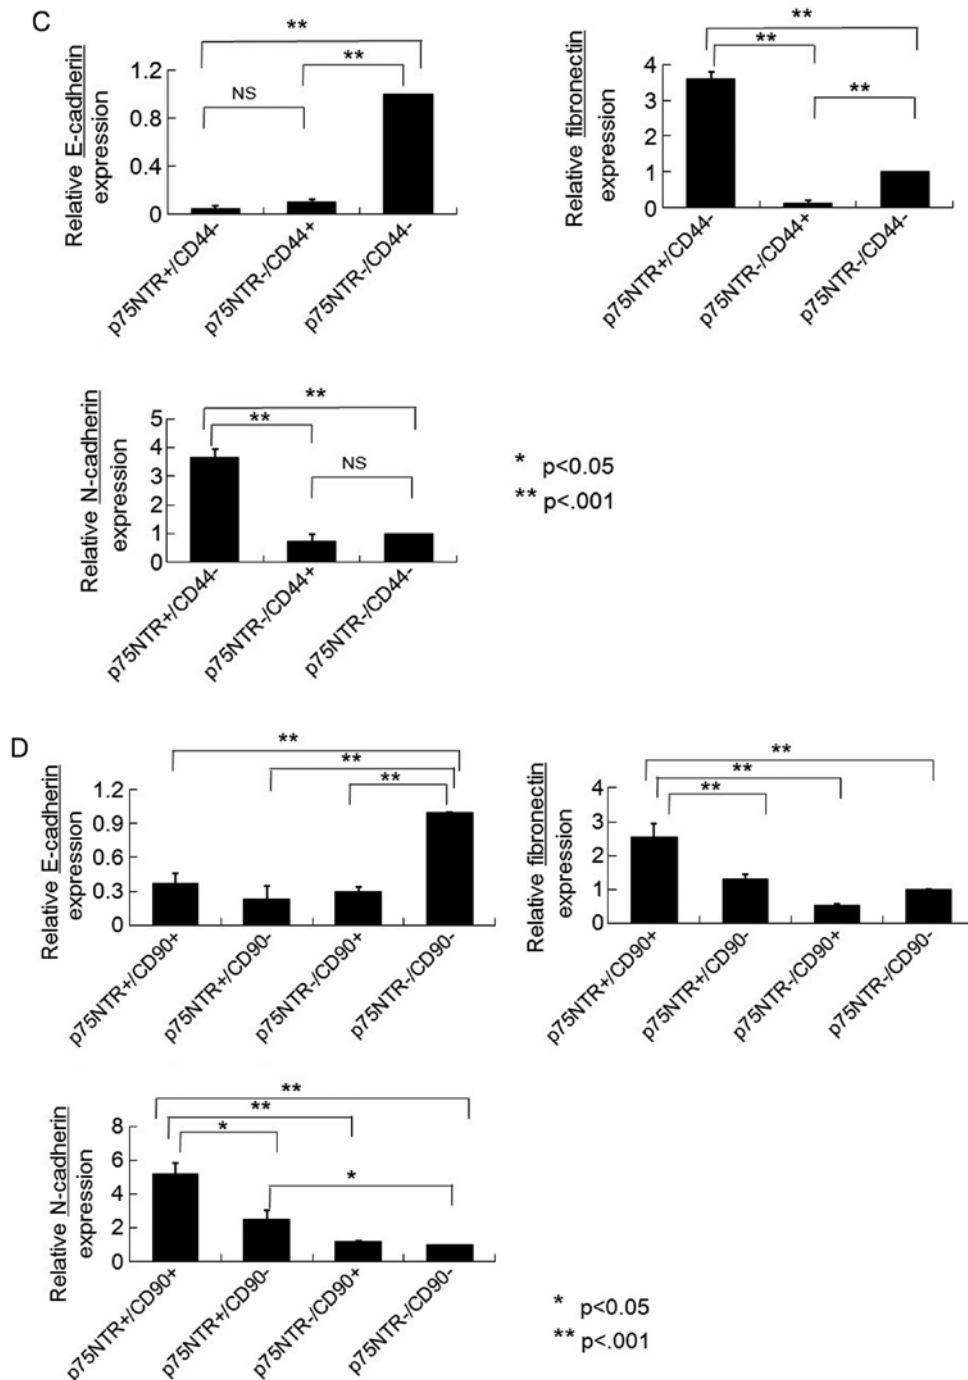 C
**
**
NS
Relative E-cadherin
expression
1.2
0.8
0.4
0
p75NTR+/CD44-
p75NTR-/CD44+
p75NTR-/CD44-
**
**
**
Relative fibronectin
expression
4
3
2
1
0
p75NTR+/CD44-
p75NTR-/CD44+
p75NTR-/CD44-
**
**
NS
Relative N-cadherin
expression
5
4
3
2
1
0
p75NTR+/CD44-
p75NTR-/CD44+
p75NTR-/CD44-
* p<0.05
** p<.001
D
**
**
**
Relative E-cadherin
expression
1.2
0.9
0.6
0.3
0
p75NTR+/CD90+
p75NTR+/CD90-
p75NTR-/CD90+
p75NTR-/CD90-
**
**
**
Relative fibronectin
expression
4
3
2
1
0
p75NTR+/CD90+
p75NTR+/CD90-
p75NTR-/CD90+
p75NTR-/CD90-
**
**
*
*
Relative N-cadherin
expression
8
6
4
2
0
p75NTR+/CD90+
p75NTR+/CD90-
p75NTR-/CD90+
p75NTR-/CD90-
* p<0.05
** p<.001